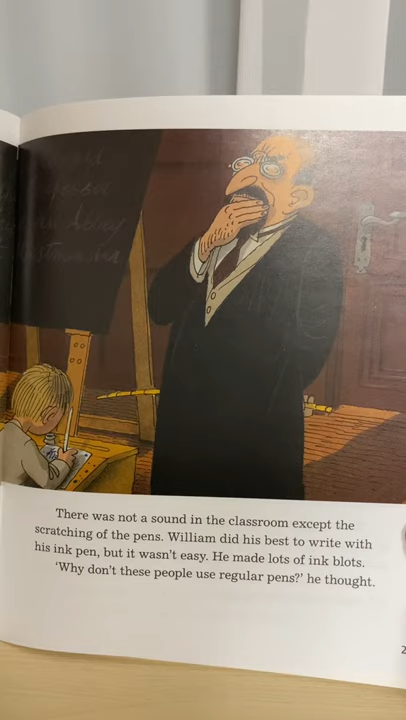 Abbey
There was not a sound in the classroom except the
scratching of the pens. William did his best to write with
his ink pen, but it wasn't easy. He made lots of ink blots.
'Why don't these people use regular pens?' he thought.
2